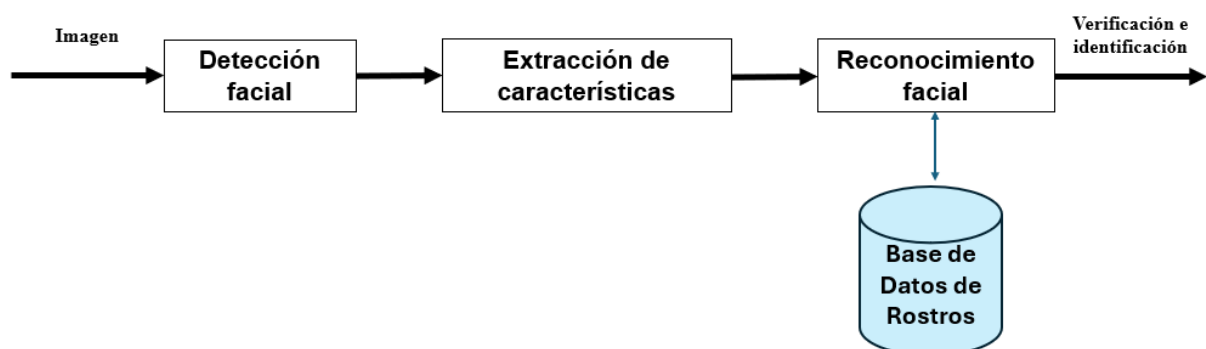 Imagen
Detección
facial
Extracción de
características
Reconocimiento
facial
Verificación e
identificación
Base de
Datos de
Rostros